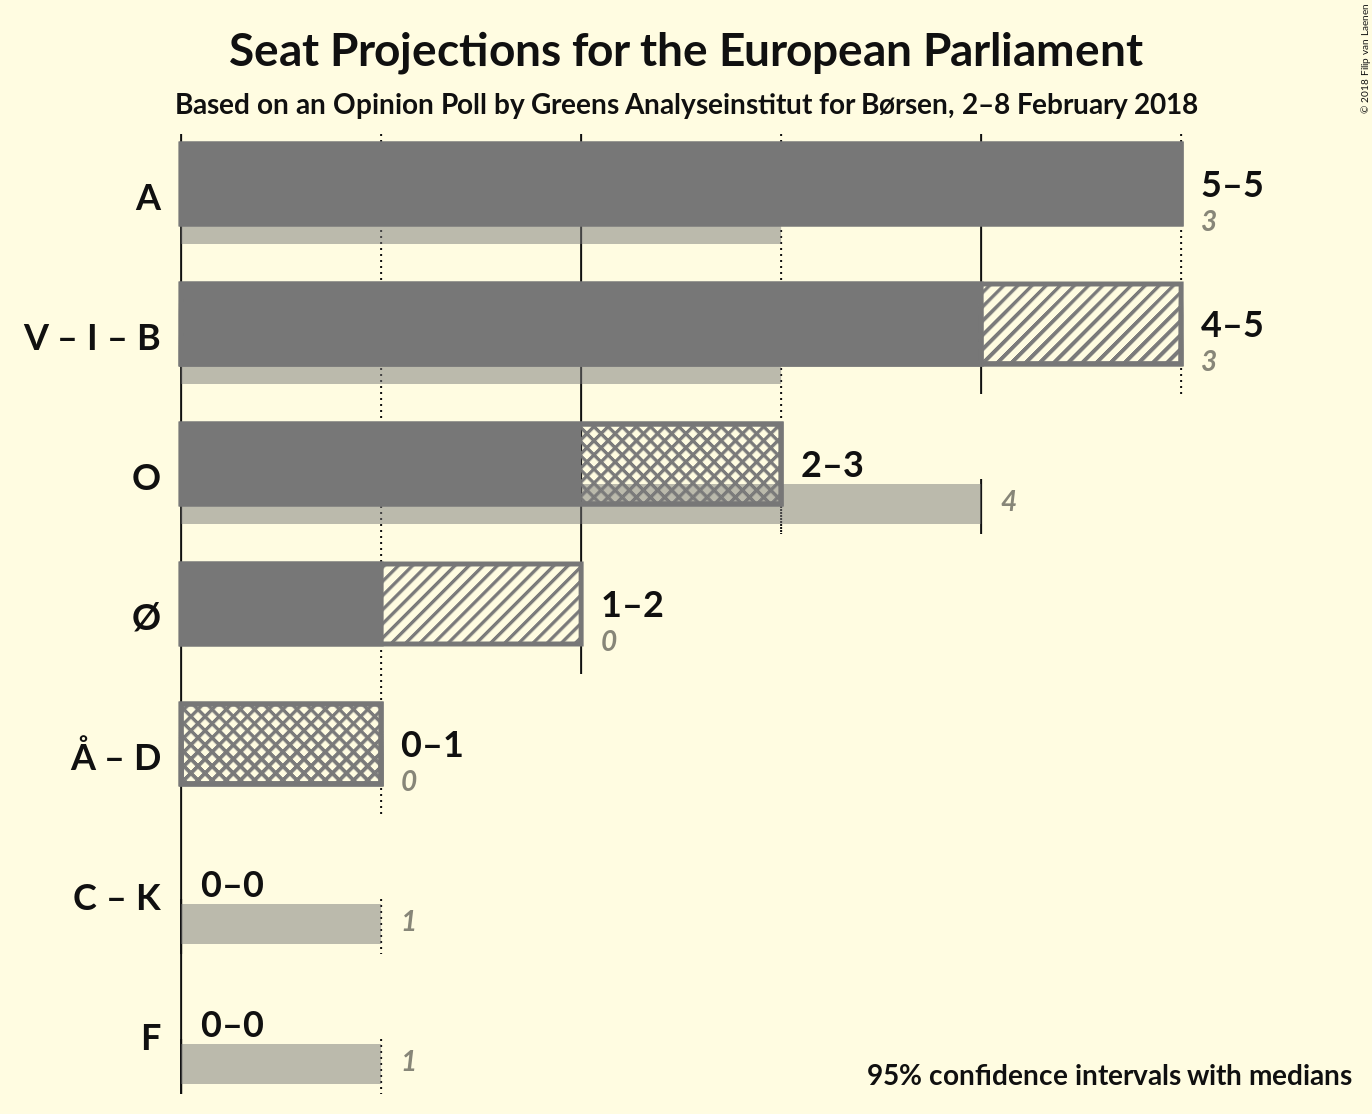 Seat Projections for the European Parliament
Based on an Opinion Poll by Greens Analyseinstitut for Børsen, 2–8 February 2018
© 2018 Filip van Laenen
A
5–5
3
V – I – B
4–5
3
O
2–3
4
Ø
1–2
0
Å – D
0–1
0
C – K
0–0
1
F
0–0
1
95% confidence intervals with medians